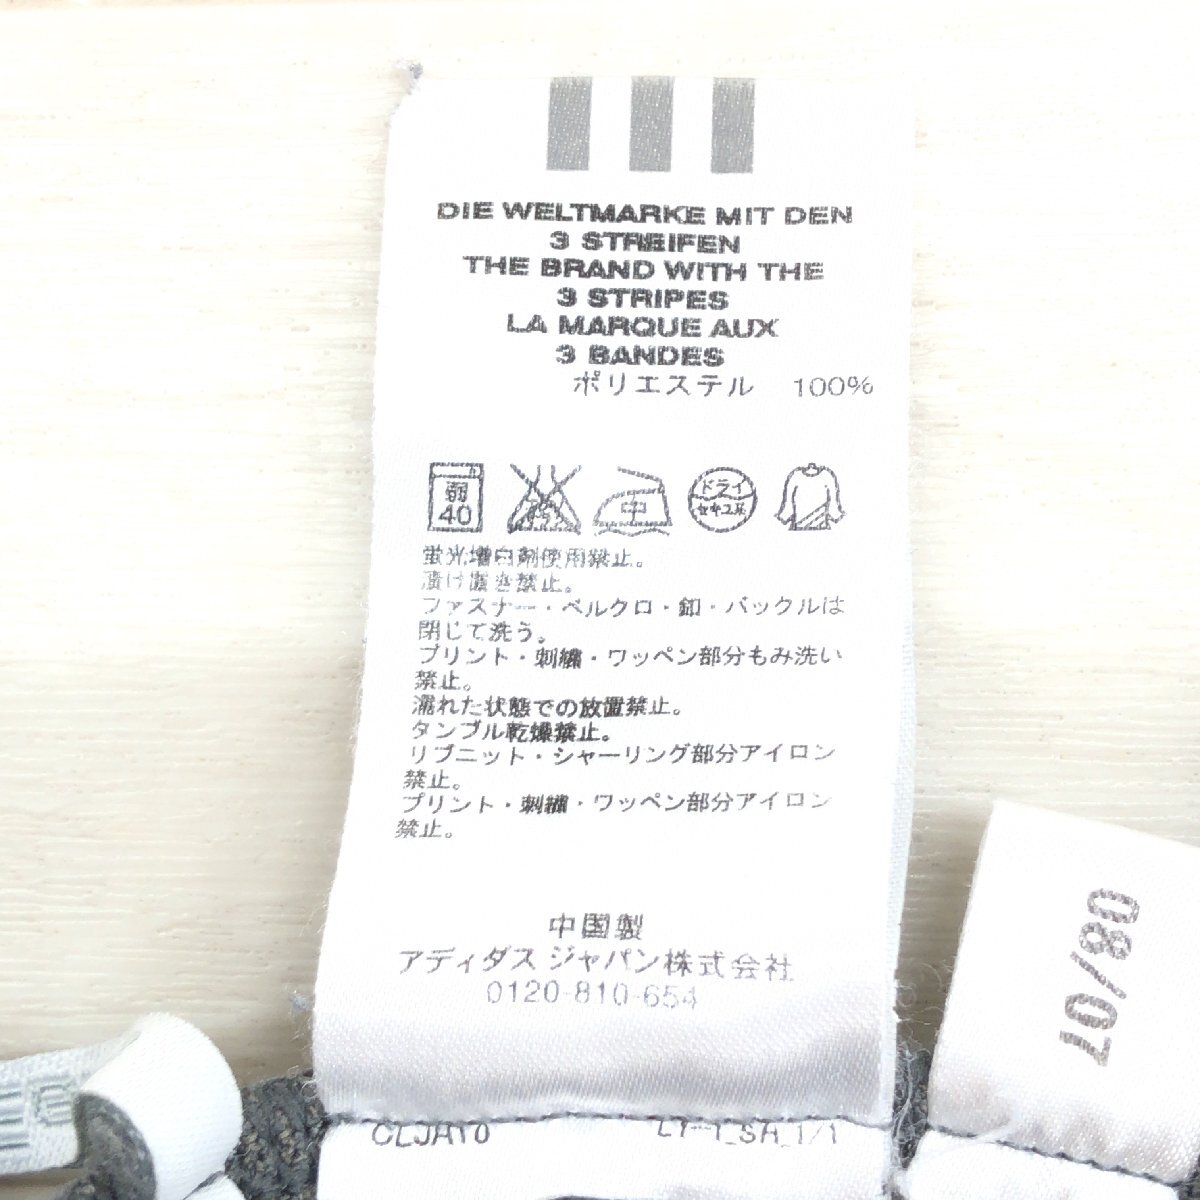 DIE WELTMARKE MIT DEN
3 STREIFEN
THE BRAND WITH THE
3 STRIPES
LA MARQUE AUX
3 BANDES
ポリエステル 100%
弱
40
エンソサラシ
中
ドライ
セキユ系
蛍光増白剤使用禁止。
漬け置き禁止。
ファスナー・ベルクロ・釦・バックルは
閉じて洗う。
プリント・刺繍・ワッペン部分もみ洗い
禁止。
濡れた状態での放置禁止。
タンブル乾燥禁止。
リブニット・シャーリング部分アイロン
禁止。
プリント・刺繍・ワッペン部分アイロン
禁止。
中国製
アディダス ジャパン株式会社
0120-810-654
08/07